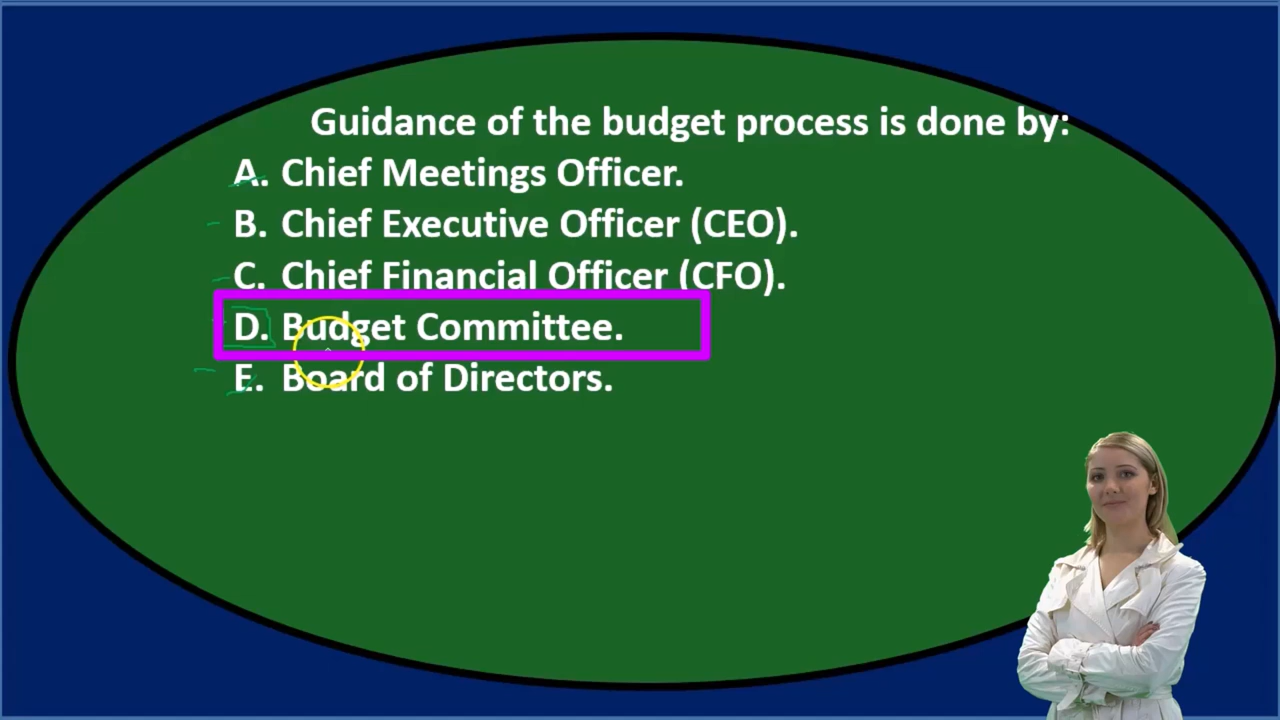 Guidance of the budget process is done by:
A. Chief Meetings Officer.
B. Chief Executive Officer (CEO).
C. Chief Financial Officer (CFO).
D. Budget Committee.
E. Board of Directors.